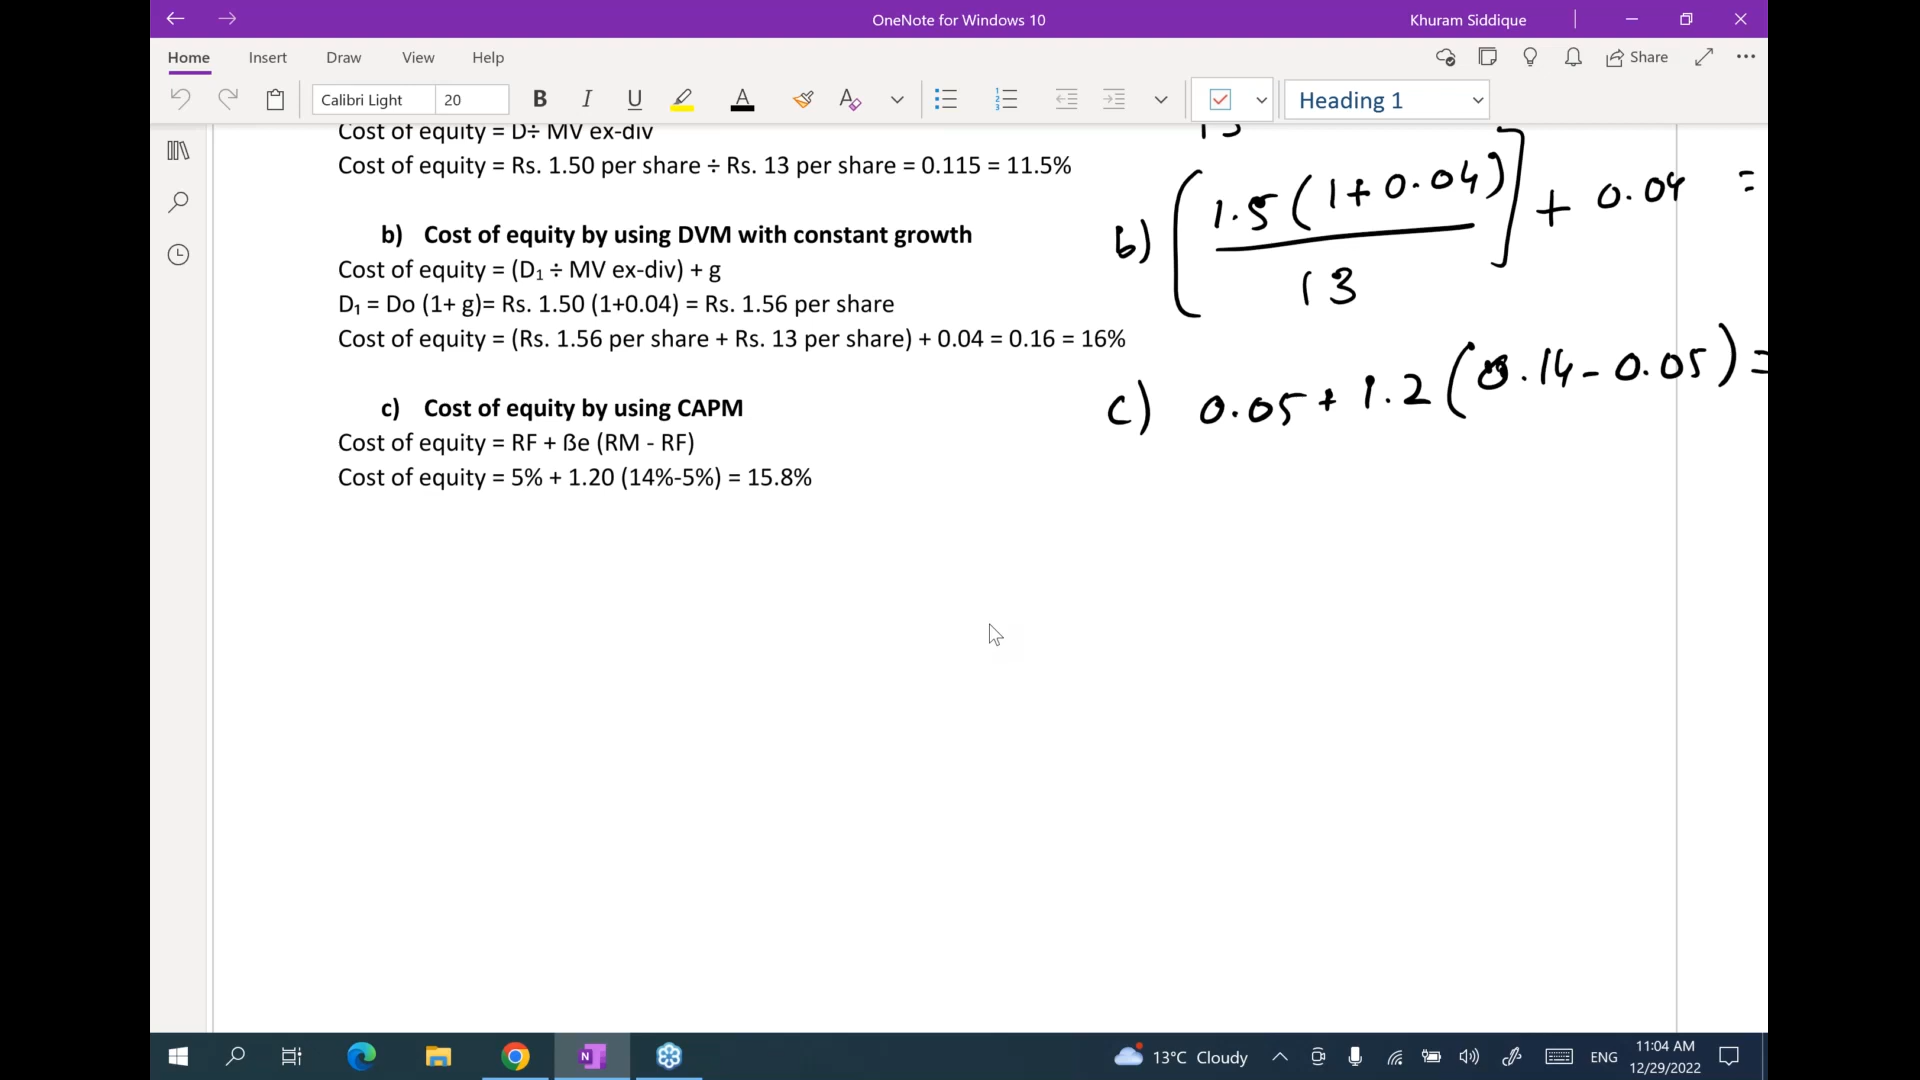 OneNote for Windows 10
Khuram Siddique
Home Insert Draw View Help
Share
Calibri Light 20 B I U A A Heading 1
Cost of equity = D÷ MV ex-div
Cost of equity = Rs. 1.50 per share ÷ Rs. 13 per share = 0.115 = 11.5%
b) Cost of equity by using DVM with constant growth
Cost of equity = (D₁ ÷ MV ex-div) + g
D₁ = Do (1+ g)= Rs. 1.50 (1+0.04) = Rs. 1.56 per share
Cost of equity = (Rs. 1.56 per share + Rs. 13 per share) + 0.04 = 0.16 = 16%
c) Cost of equity by using CAPM
Cost of equity = RF + ße (RM - RF)
Cost of equity = 5% + 1.20 (14%-5%) = 15.8%
b) [1.5(1+0.04)] + 0.04 =
13
c) 0.05 + 1.2 (0.14 - 0.05) =
13°C Cloudy
ENG
11:04 AM
12/29/2022